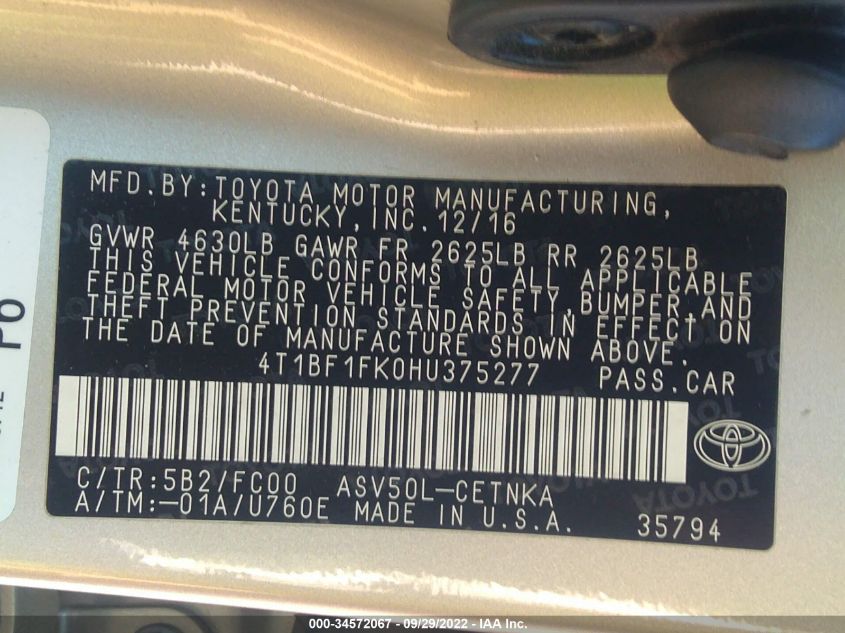 MFD.BY:TOYOTA MOTOR MANUFACTURING,
KENTUCKY,INC.12/16
GVWR 4630LB GAWR FR 2625LB RR 2625LB
THIS VEHICLE CONFORMS TO ALL APPLICABLE
FEDERAL MOTOR VEHICLE SAFETY,BUMPER,AND
THEFT PREVENTION STANDARDS IN EFFECT ON
THE DATE OF MANUFACTURE SHOWN ABOVE.
4T1BF1FK0HU375277 PASS.CAR
C/TR:5B2/FC00 ASV50L-CETNKA
A/TM:-01A/U760E MADE IN U.S.A. 35794
PO
000-34572067 - 09/29/2022 - IAA Inc.